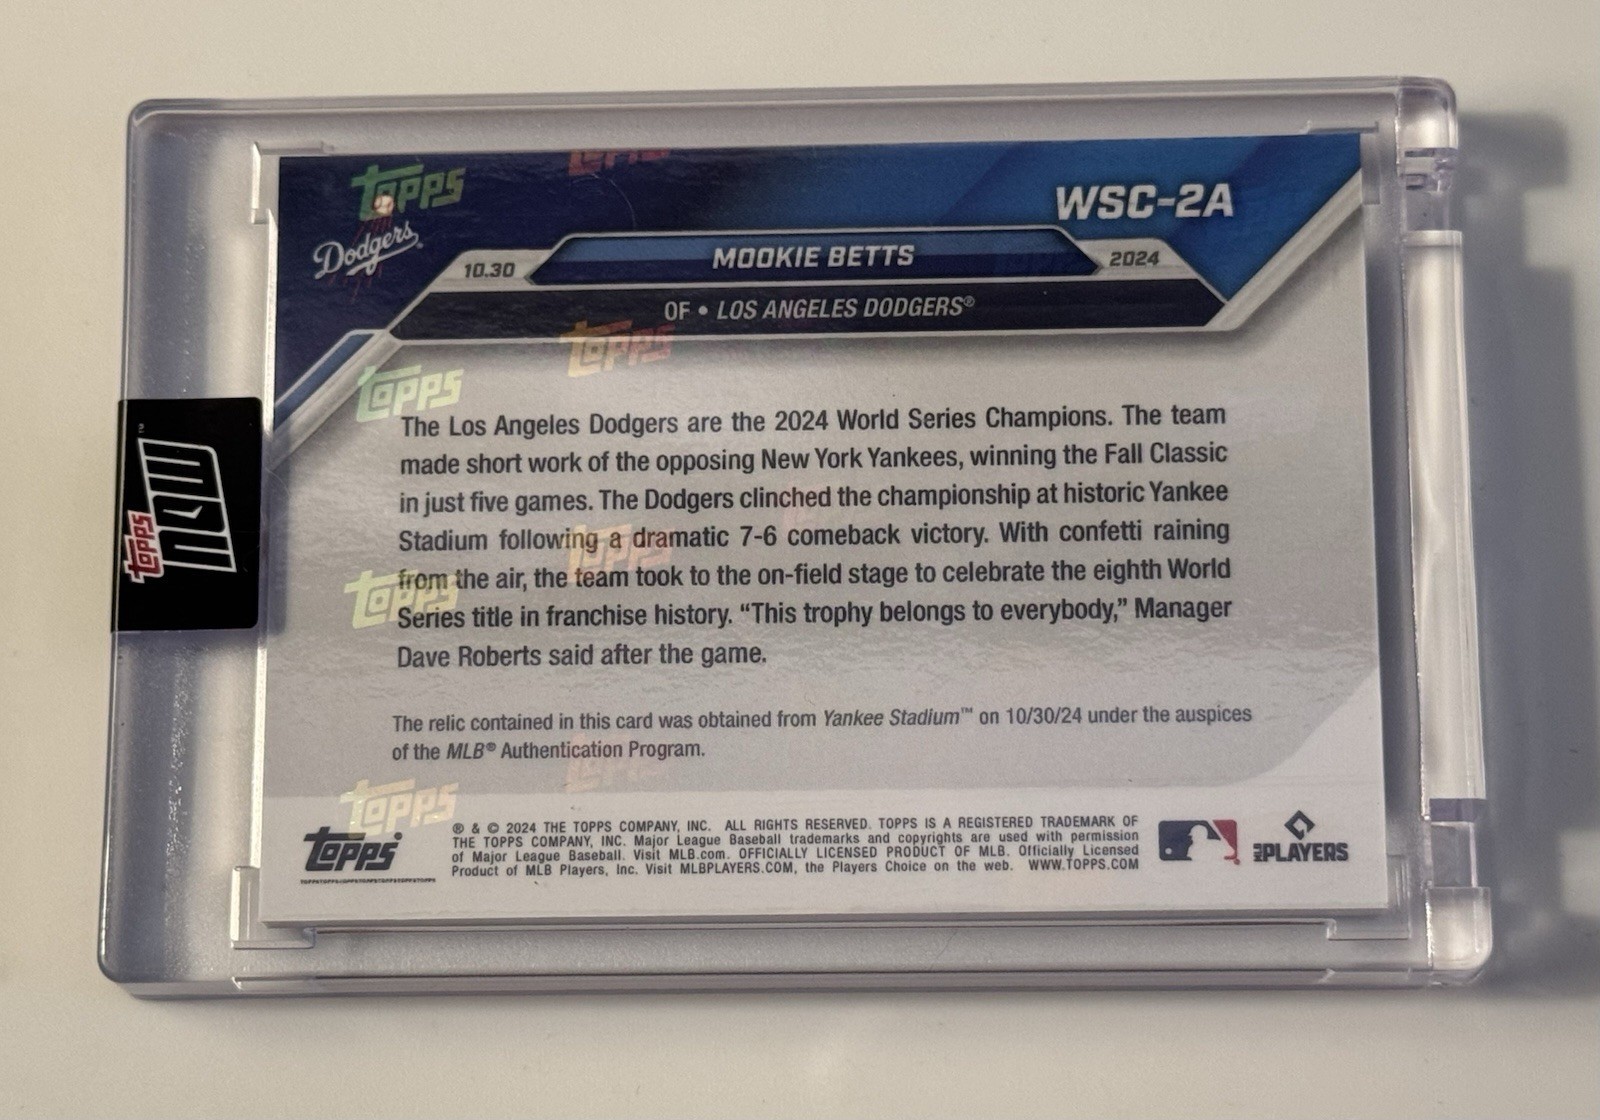 TOPPS
WSC-2A
Dodgers
10.30
MOOKIE BETTS
2024
OF • LOS ANGELES DODGERS®
TOPPS
TOPPS
The Los Angeles Dodgers are the 2024 World Series Champions. The team
made short work of the opposing New York Yankees, winning the Fall Classic
in just five games. The Dodgers clinched the championship at historic Yankee
Stadium following a dramatic 7-6 comeback victory. With confetti raining
from the air, the team took to the on-field stage to celebrate the eighth World
Series title in franchise history. “This trophy belongs to everybody,” Manager
Dave Roberts said after the game.
TOPPS NOW
TOPPS
TOPPS
The relic contained in this card was obtained from Yankee Stadium™ on 10/30/24 under the auspices
of the MLB® Authentication Program.
TOPPS
TOPPS
® & © 2024 THE TOPPS COMPANY, INC. ALL RIGHTS RESERVED. TOPPS IS A REGISTERED TRADEMARK OF
THE TOPPS COMPANY, INC. Major League Baseball trademarks and copyrights are used with permission
of Major League Baseball. Visit MLB.com. OFFICIALLY LICENSED PRODUCT OF MLB. Officially Licensed
Product of MLB Players, Inc. Visit MLBPLAYERS.COM, the Players Choice on the web. WWW.TOPPS.COM
MLB PLAYERS